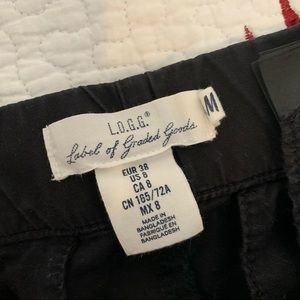 L.O.G.G.®
Label of Graded Goods
M
EUR 38
US 8
CA 8
CN 165/72A
MX 8
MADE IN
BANGLADESH
FABRIQUE EN
BANGLADESH